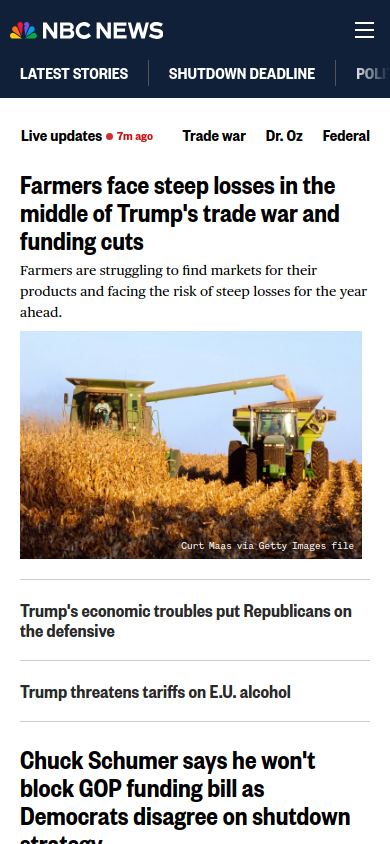 NBC NEWS
LATEST STORIES
SHUTDOWN DEADLINE
Live updates 7m ago
Trade war
Dr. Oz
Federal
Farmers face steep losses in the
middle of Trump's trade war and
funding cuts
Farmers are struggling to find markets for their
products and facing the risk of steep losses for the year
ahead.
Curt Maas via Getty Images file
Trump's economic troubles put Republicans on
the defensive
Trump threatens tariffs on E.U. alcohol
Chuck Schumer says he won't
block GOP funding bill as
Democrats disagree on shutdown
strategy